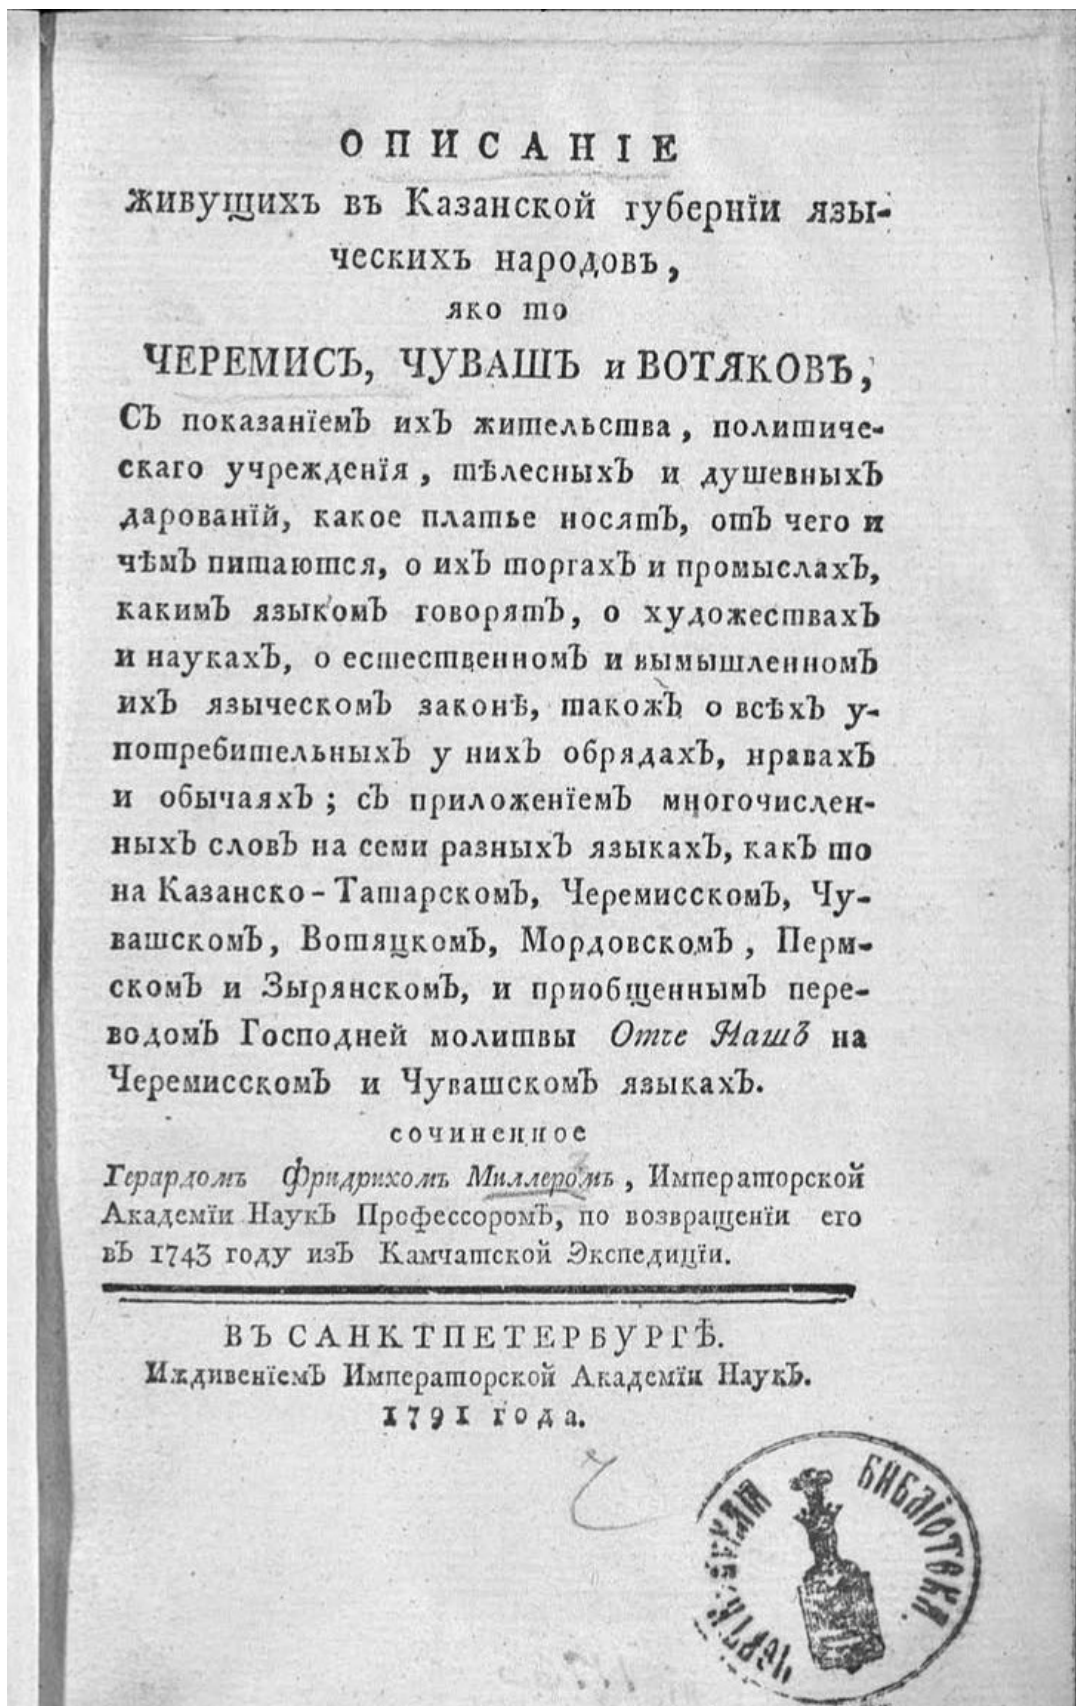 ОПИСАНІЕ
живущихъ въ Казанской губерніи язы-
ческихъ народовъ,
яко то
ЧЕРЕМИСЪ, ЧУВАШЪ и ВОТЯКОВЪ,
Съ показаніемъ ихъ жительства, политиче-
скаго учрежденія, тѣлесныхъ и душевныхъ
дарованій, какое платье носятъ, отъ чего и
чѣмъ питаются, о ихъ торгахъ и промыслахъ,
какимъ языкомъ говорятъ, о художествахъ
и наукахъ, о естественномъ и вымышленномъ
ихъ языческомъ законѣ, такожъ о всѣхъ у-
потребительныхъ у нихъ обрядахъ, нравахъ
и обычаяхъ; съ приложеніемъ многочислен-
ныхъ словъ на семи разныхъ языкахъ, какъ то
на Казанско-Татарскомъ, Черемисскомъ, Чу-
вашскомъ, Вотяцкомъ, Мордовскомъ, Перм-
скомъ и Зырянскомъ, и приобщеннымъ пере-
водомъ Господней молитвы Отче Нашъ на
Черемисскомъ и Чувашскомъ языкахъ.
сочиненное
Герардомъ Фридрихомъ Миллеромъ, Императорской
Академіи Наукъ Профессоромъ, по возвращеніи его
въ 1743 году изъ Камчатской Экспедиціи.
ВЪ САНКТПЕТЕРБУРГѢ.
Иждивеніемъ Императорской Академіи Наукъ.
1791 года.
БИБЛІОТЕКА